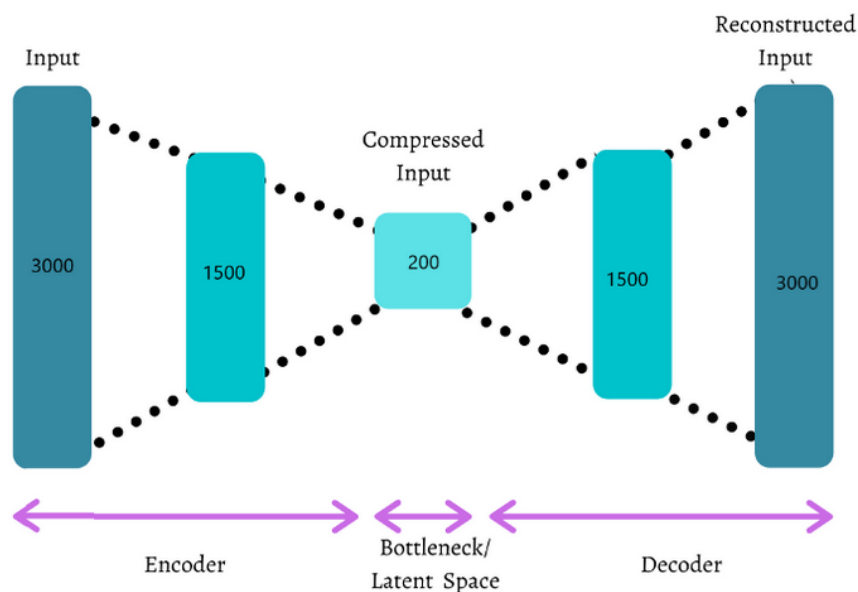 Input
Compressed
Input
Reconstructed
Input
3000
1500
200
1500
3000
Encoder
Bottleneck/
Latent Space
Decoder